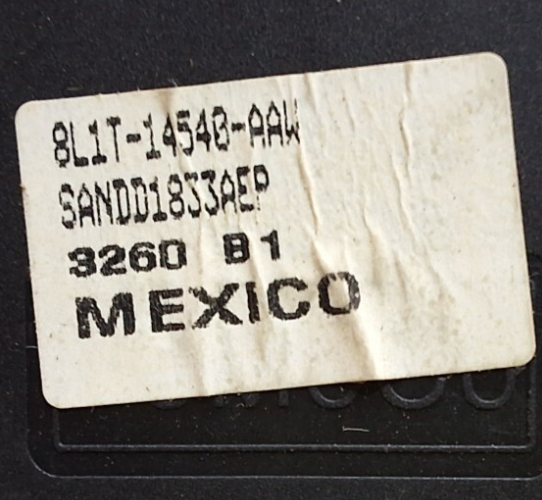 8L1T-14540-AAW
SANDD1833AEP
3260 B1
MEXICO